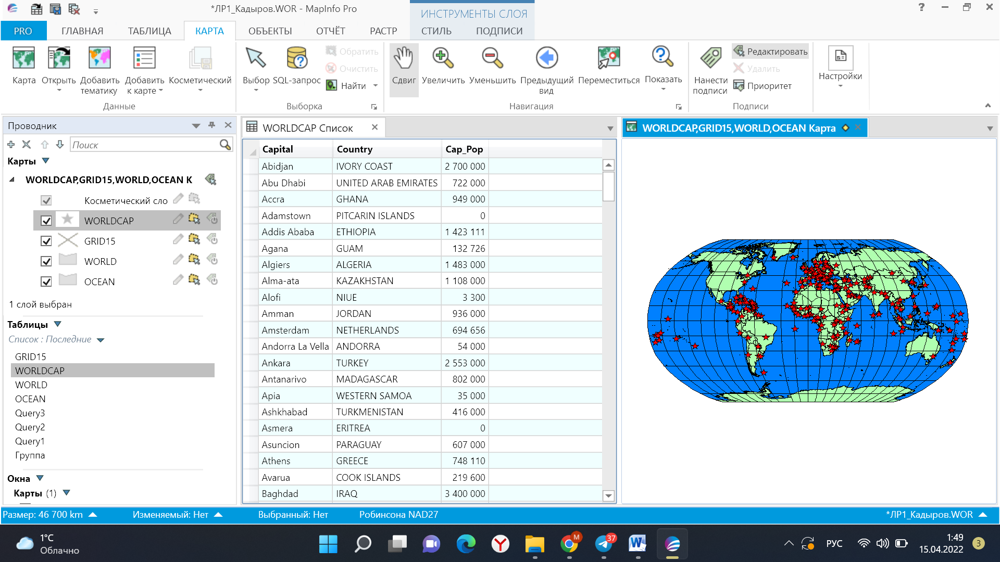 *ЛР1_Кадыров.WOR - MapInfo Pro
ИНСТРУМЕНТЫ СЛОЯ
PRO ГЛАВНАЯ ТАБЛИЦА КАРТА ОБЪЕКТЫ ОТЧЁТ РАСТР СТИЛЬ ПОДПИСИ
Карта
Открыть
Добавить тематику
Добавить к карте
Косметический
Данные
Выбор
SQL-запрос
Обратить
Очистить
Найти
Выборка
Сдвиг
Увеличить
Уменьшить
Предыдущий вид
Переместиться
Показать
Навигация
Нанести подписи
Редактировать
Удалить
Приоритет
Подписи
Настройки
Проводник
Поиск
Карты
WORLDCAP,GRID15,WORLD,OCEAN К
Косметический сло
WORLDCAP
GRID15
WORLD
OCEAN
1 слой выбран
Таблицы
Список : Последние
GRID15
WORLDCAP
WORLD
OCEAN
Query3
Query2
Query1
Группа
Окна
Карты (1)
WORLDCAP Список
Capital Country Cap_Pop
Abidjan IVORY COAST 2 700 000
Abu Dhabi UNITED ARAB EMIRATES 722 000
Accra GHANA 949 000
Adamstown PITCARIN ISLANDS 0
Addis Ababa ETHIOPIA 1 423 111
Agana GUAM 132 726
Algiers ALGERIA 1 483 000
Alma-ata KAZAKHSTAN 1 108 000
Alofi NIUE 3 300
Amman JORDAN 936 000
Amsterdam NETHERLANDS 694 656
Andorra La Vella ANDORRA 54 000
Ankara TURKEY 2 553 000
Antanarivo MADAGASCAR 802 000
Apia WESTERN SAMOA 35 000
Ashkhabad TURKMENISTAN 416 000
Asmera ERITREA 0
Asuncion PARAGUAY 607 000
Athens GREECE 748 110
Avarua COOK ISLANDS 219 600
Baghdad IRAQ 3 400 000
WORLDCAP,GRID15,WORLD,OCEAN Карта
Размер: 46 700 km Изменяемый: Нет Выбранный: Нет Робинсона NAD27 *ЛР1_Кадыров.WOR
1°C
Облачно
М
37
РУС
1:49
15.04.2022
3